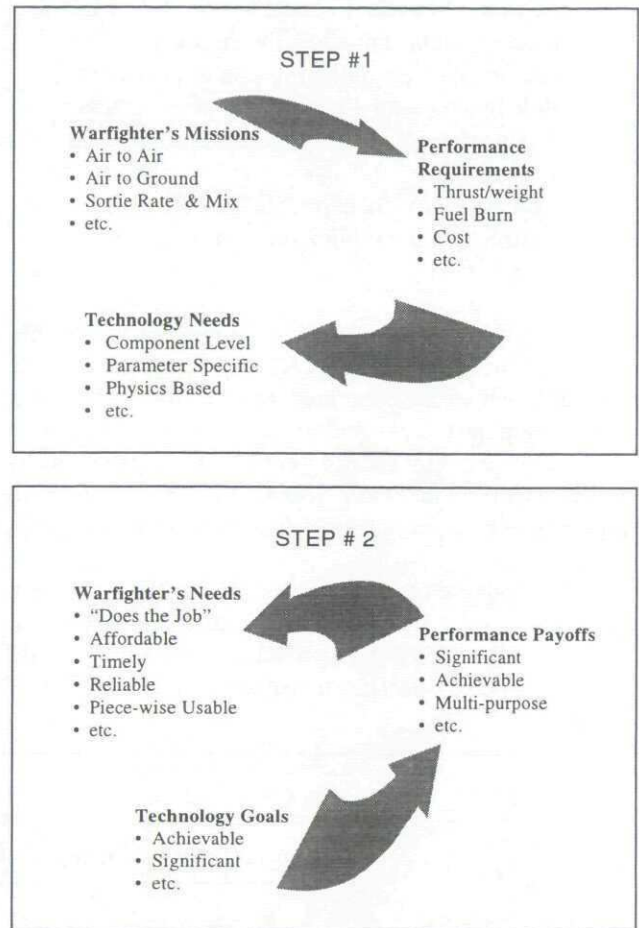 STEP #1
Warfighter's Missions
• Air to Air
• Air to Ground
• Sortie Rate & Mix
• etc.
Performance
Requirements
• Thrust/weight
• Fuel Burn
• Cost
• etc.
Technology Needs
• Component Level
• Parameter Specific
• Physics Based
• etc.
STEP # 2
Warfighter's Needs
• "Does the Job"
• Affordable
• Timely
• Reliable
• Piece-wise Usable
• etc.
Performance Payoffs
• Significant
• Achievable
• Multi-purpose
• etc.
Technology Goals
• Achievable
• Significant
• etc.